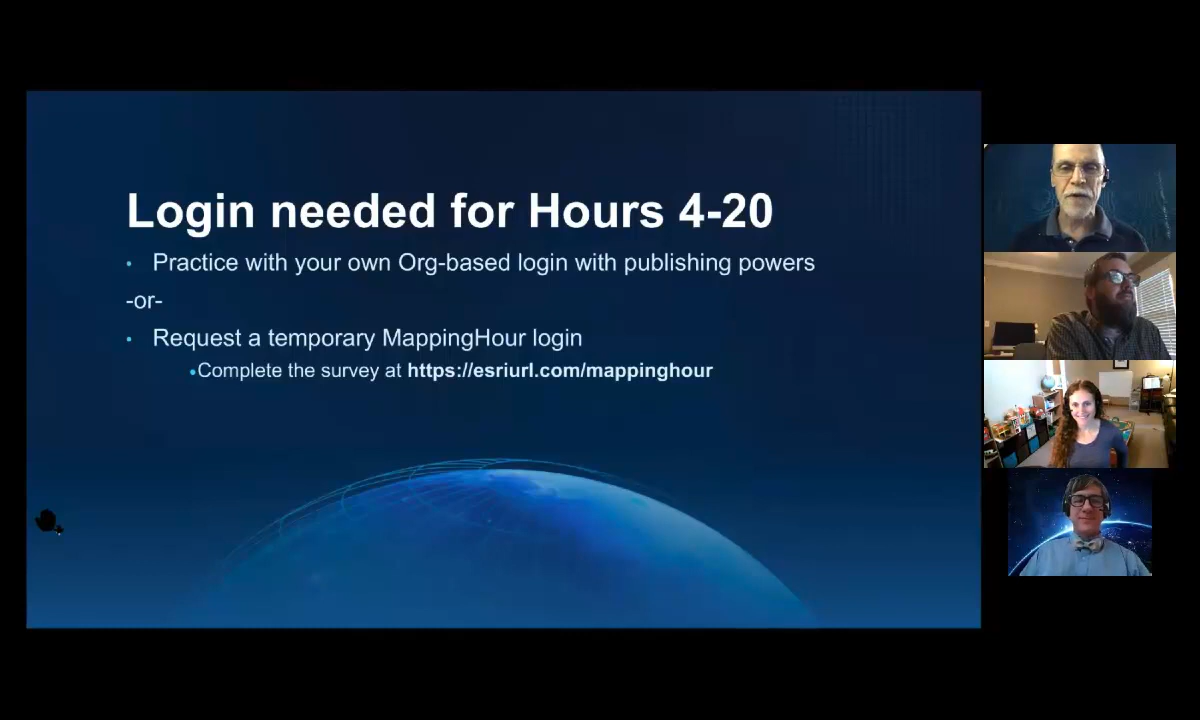 Login needed for Hours 4-20
• Practice with your own Org-based login with publishing powers
-or-
• Request a temporary MappingHour login
•Complete the survey at https://esriurl.com/mappinghour